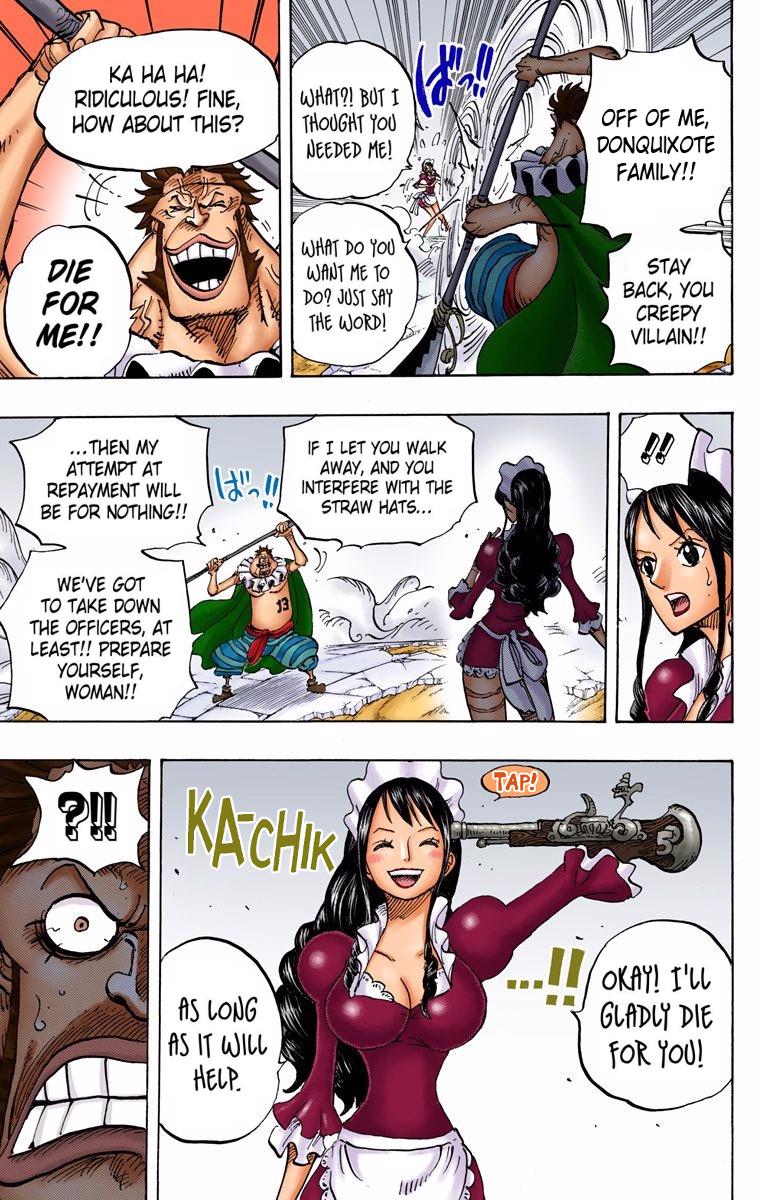 OFF OF ME,
DONQUIXOTE
FAMILY!!
STAY
BACK, YOU
CREEPY
VILLAIN!!
ばっ!!
WHAT?! BUT I
THOUGHT YOU
NEEDED ME!
WHAT DO YOU
WANT ME TO
DO? JUST SAY
THE WORD!
KA HA HA!
RIDICULOUS! FINE,
HOW ABOUT THIS?
DIE
FOR
ME!!
!!
IF I LET YOU WALK
AWAY, AND YOU
INTERFERE WITH THE
STRAW HATS...
ばっ!!
...THEN MY
ATTEMPT AT
REPAYMENT WILL
BE FOR NOTHING!!
WE'VE GOT
TO TAKE DOWN
THE OFFICERS, AT
LEAST!! PREPARE
YOURSELF,
WOMAN!!
13
TAP!
5
KA-CHIK
OKAY! I'LL
GLADLY DIE
FOR YOU!
...!!
AS LONG
AS IT WILL
HELP.
?!!